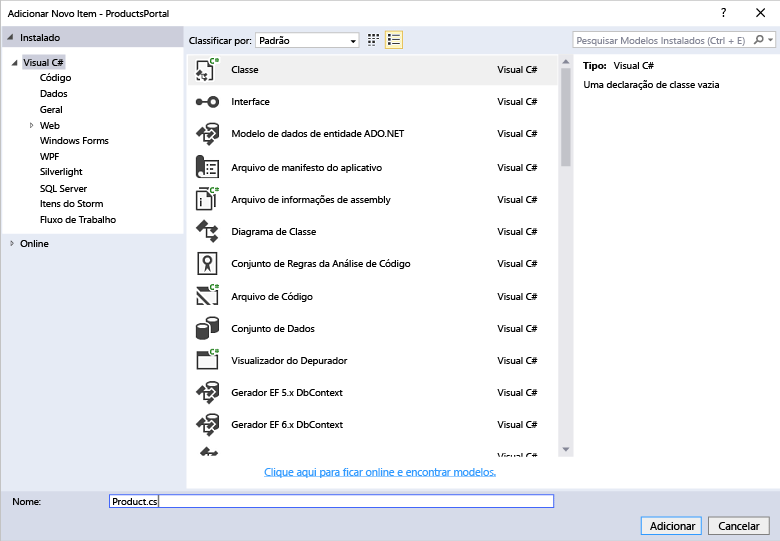 Adicionar Novo Item - ProductsPortal
Instalado
Visual C#
Código
Dados
Geral
Web
Windows Forms
WPF
Silverlight
SQL Server
Itens do Storm
Fluxo de Trabalho
Online
Classificar por: Padrão
Classe Visual C#
Interface Visual C#
Modelo de dados de entidade ADO.NET Visual C#
Arquivo de manifesto do aplicativo Visual C#
Arquivo de informações de assembly Visual C#
Diagrama de Classe Visual C#
Conjunto de Regras da Análise de Código Visual C#
Arquivo de Código Visual C#
Conjunto de Dados Visual C#
Visualizador do Depurador Visual C#
Gerador EF 5.x DbContext Visual C#
Gerador EF 6.x DbContext Visual C#
Clique aqui para ficar online e encontrar modelos.
Pesquisar Modelos Instalados (Ctrl + E)
Tipo: Visual C#
Uma declaração de classe vazia
Nome: Product.cs
Adicionar Cancelar